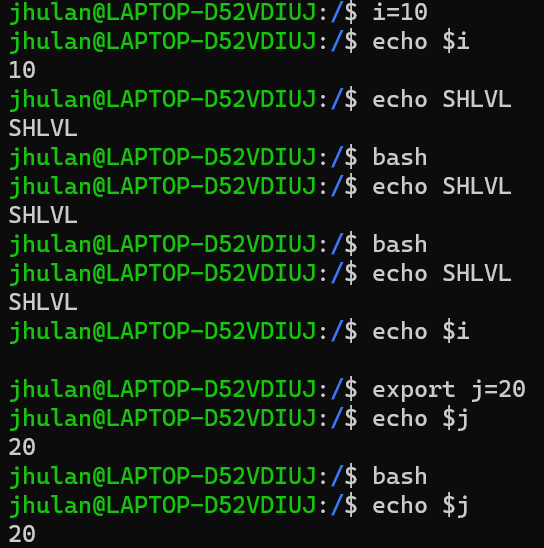 jhulan@LAPTOP-D52VDIUJ:/$ i=10
jhulan@LAPTOP-D52VDIUJ:/$ echo $i
10
jhulan@LAPTOP-D52VDIUJ:/$ echo SHLVL
SHLVL
jhulan@LAPTOP-D52VDIUJ:/$ bash
jhulan@LAPTOP-D52VDIUJ:/$ echo SHLVL
SHLVL
jhulan@LAPTOP-D52VDIUJ:/$ bash
jhulan@LAPTOP-D52VDIUJ:/$ echo SHLVL
SHLVL
jhulan@LAPTOP-D52VDIUJ:/$ echo $i

jhulan@LAPTOP-D52VDIUJ:/$ export j=20
jhulan@LAPTOP-D52VDIUJ:/$ echo $j
20
jhulan@LAPTOP-D52VDIUJ:/$ bash
jhulan@LAPTOP-D52VDIUJ:/$ echo $j
20